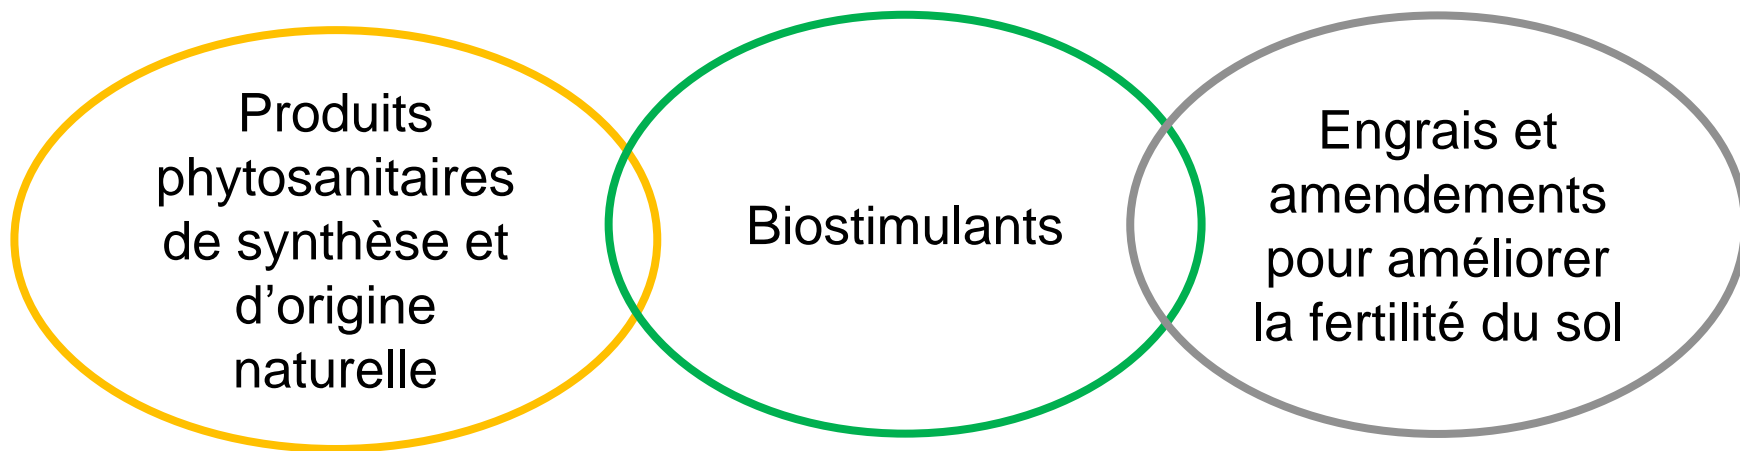 Produits
phytosanitaires
de synthèse et
d’origine
naturelle
Biostimulants
Engrais et
amendements
pour améliorer
la fertilité du sol